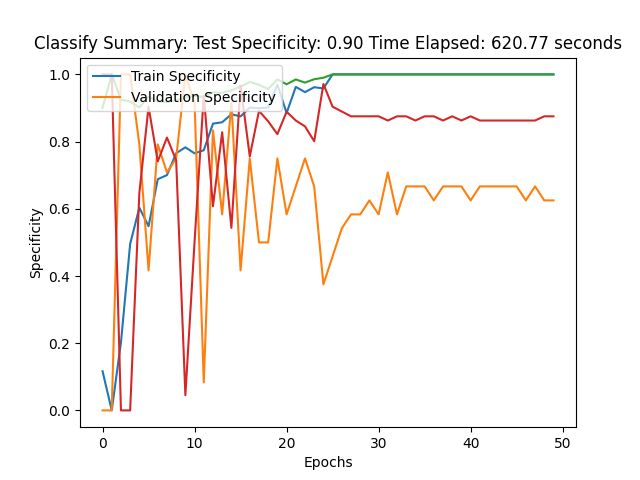 Classify Summary: Test Specificity: 0.90 Time Elapsed: 620.77 seconds
Train Specificity
Validation Specificity
1.0
0.8
0.6
0.4
0.2
0.0
Specificity
0 10 20 30 40 50
Epochs